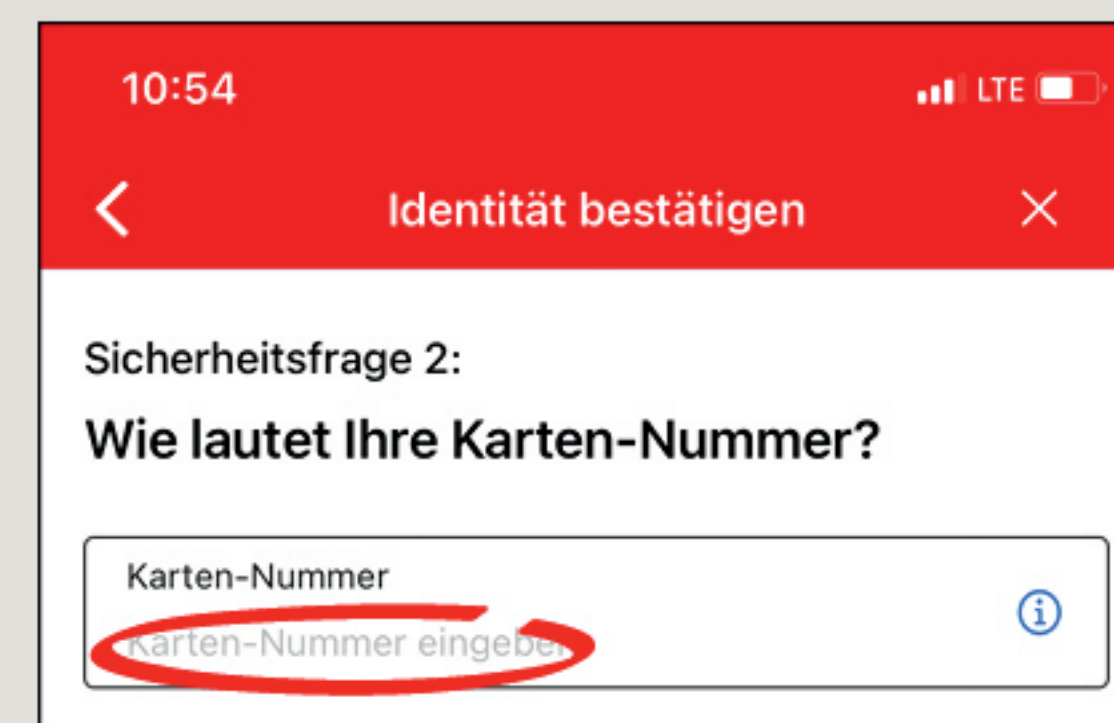 10:54
LTE
Identität bestätigen
Sicherheitsfrage 2:
Wie lautet Ihre Karten-Nummer?
Karten-Nummer
Karten-Nummer eingeben